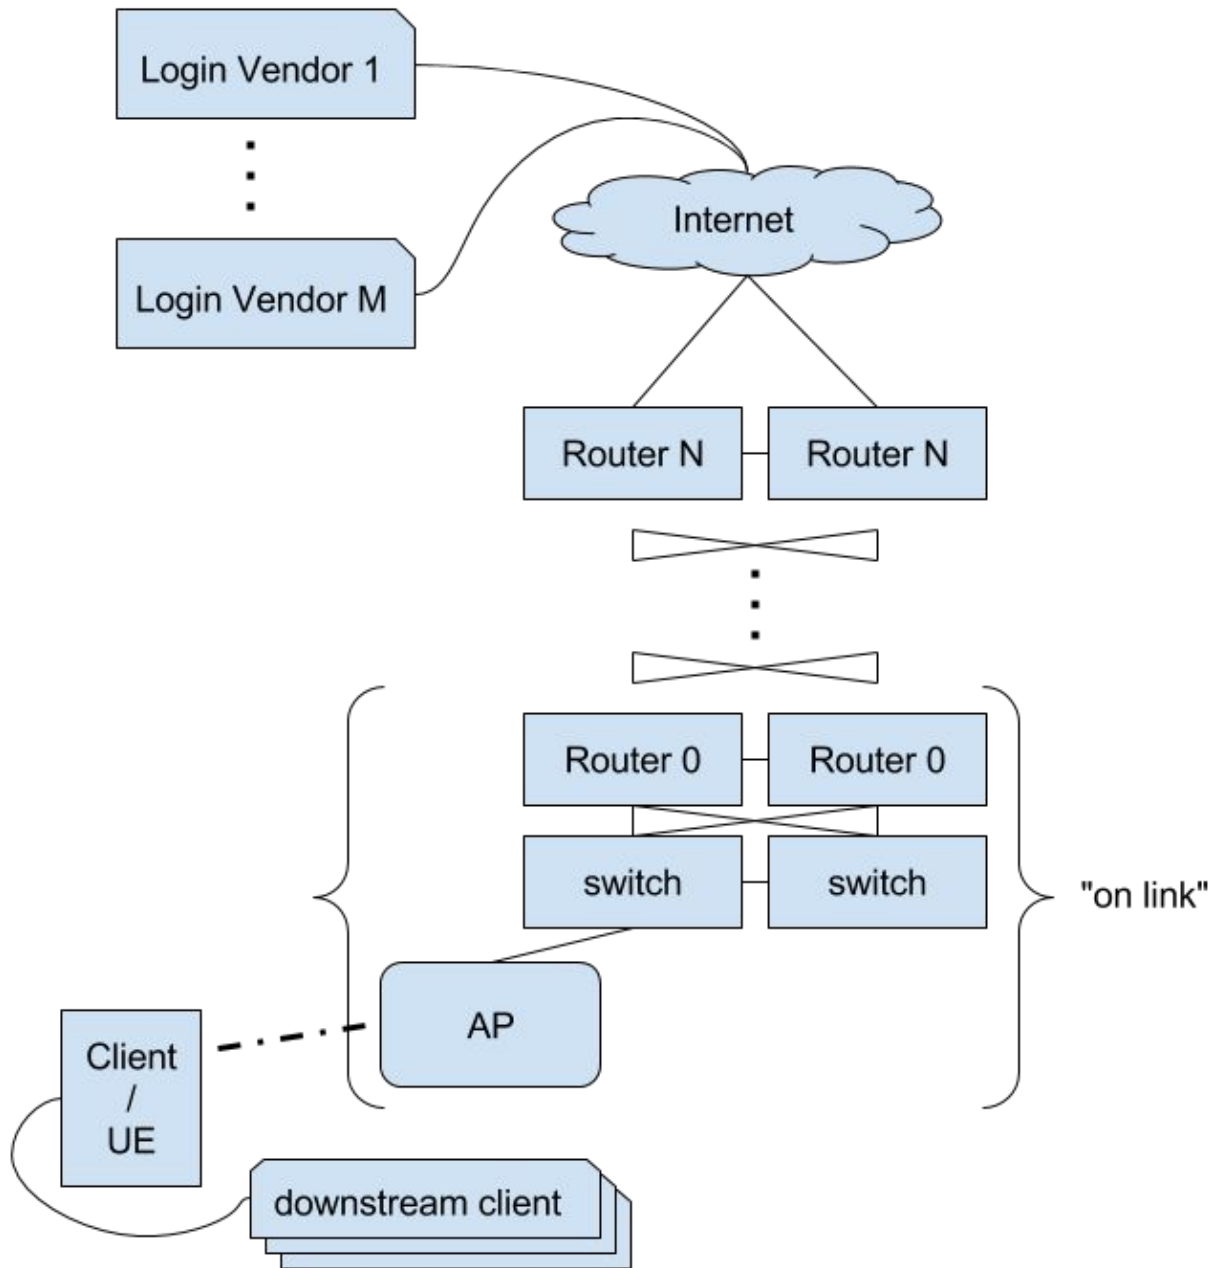 Login Vendor 1
Login Vendor M
Internet
Router N
Router N
Router 0
Router 0
switch
switch
"on link"
AP
Client
/
UE
downstream client